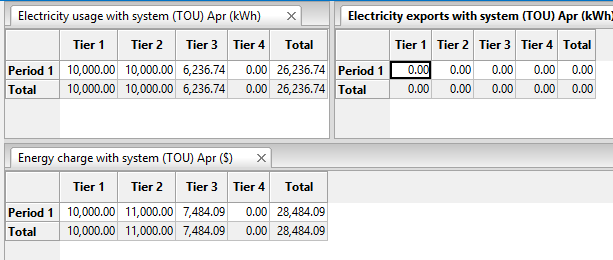 Electricity usage with system (TOU) Apr (kWh) ×
Tier 1 Tier 2 Tier 3 Tier 4 Total
Period 1 10,000.00 10,000.00 6,236.74 0.00 26,236.74
Total 10,000.00 10,000.00 6,236.74 0.00 26,236.74
Electricity exports with system (TOU) Apr (kWh)
Tier 1 Tier 2 Tier 3 Tier 4 Total
Period 1 0.00 0.00 0.00 0.00 0.00
Total 0.00 0.00 0.00 0.00 0.00
Energy charge with system (TOU) Apr ($) ×
Tier 1 Tier 2 Tier 3 Tier 4 Total
Period 1 10,000.00 11,000.00 7,484.09 0.00 28,484.09
Total 10,000.00 11,000.00 7,484.09 0.00 28,484.09